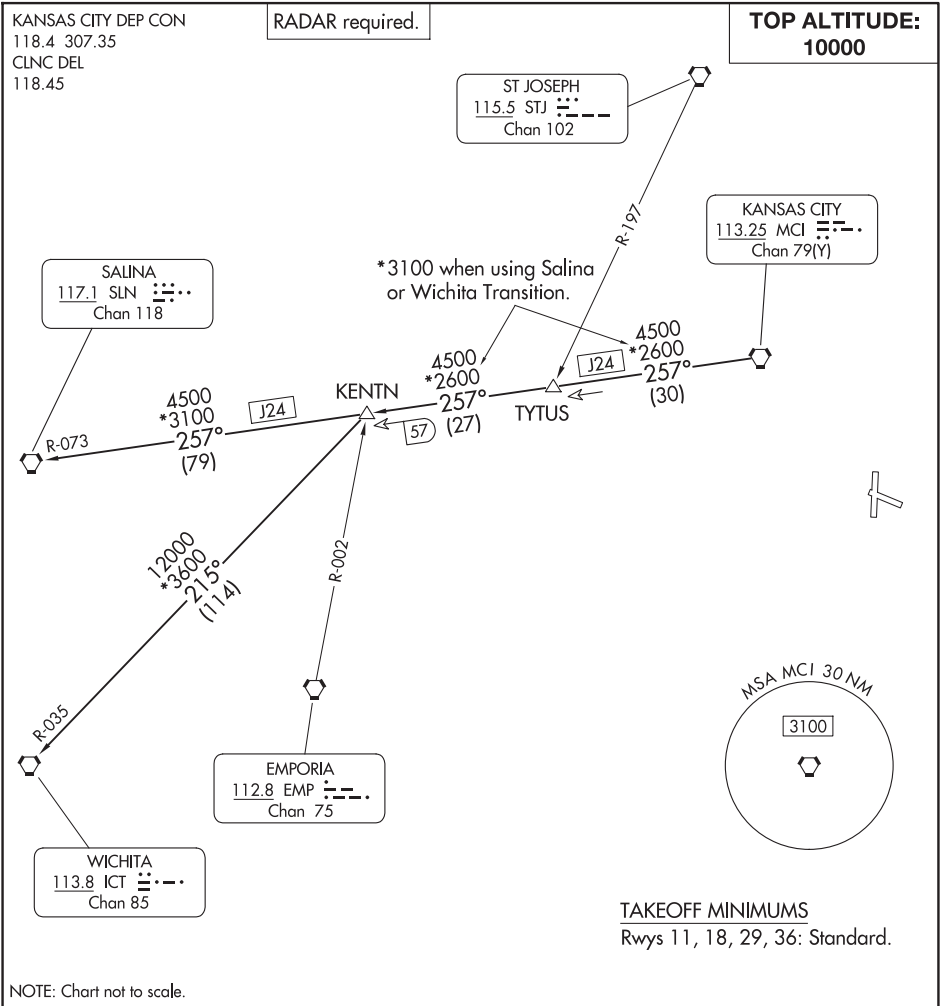 KANSAS CITY DEP CON
118.4 307.35
CLNC DEL
118.45
RADAR required.
TOP ALTITUDE:
10000
ST JOSEPH
115.5 STJ
Chan 102
R-197
KANSAS CITY
113.25 MCI
Chan 79(Y)
SALINA
117.1 SLN
Chan 118
*3100 when using Salina
or Wichita Transition.
4500
*2600
J24
257°
(30)
TYTUS
4500
*2600
257°
(27)
57
KENTN
4500
*3100
J24
257°
(79)
R-073
12000
*3600
215°
(114)
R-035
R-002
EMPORIA
112.8 EMP
Chan 75
WICHITA
113.8 ICT
Chan 85
MSA MCI 30 NM
3100
TAKEOFF MINIMUMS
Rwys 11, 18, 29, 36: Standard.
NOTE: Chart not to scale.